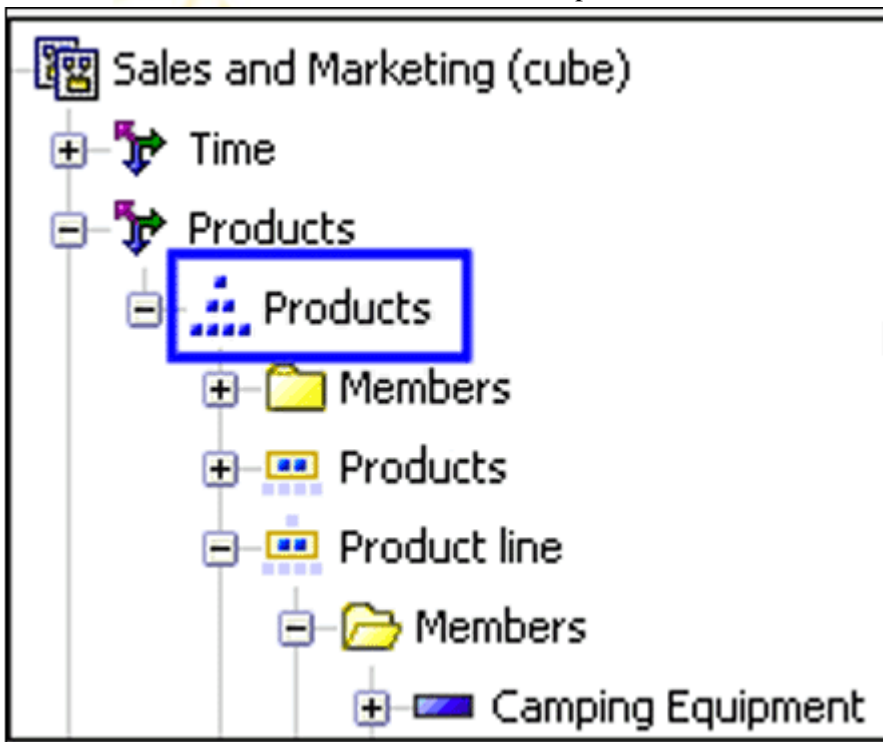 Sales and Marketing (cube)
Time
Products
Products
Members
Products
Product line
Members
Camping Equipment